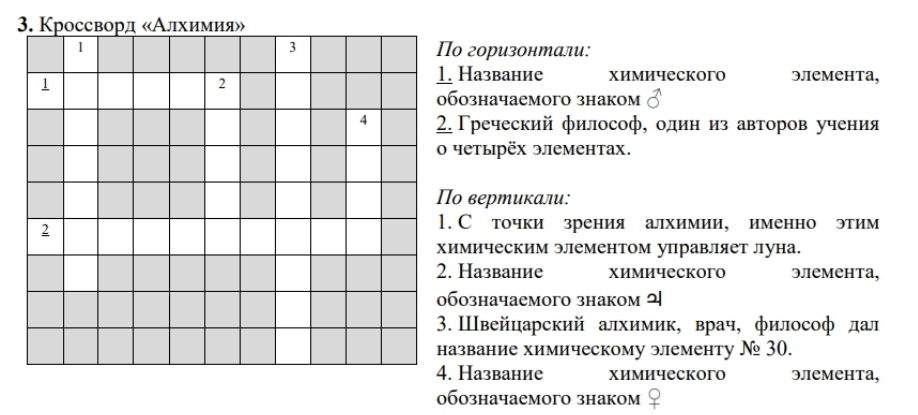 3. Кроссворд «Алхимия»
1
3
1
2
4
2
По горизонтали:
1. Название химического элемента,
обозначаемого знаком ♂
2. Греческий философ, один из авторов учения
о четырёх элементах.
По вертикали:
1. С точки зрения алхимии, именно этим
химическим элементом управляет луна.
2. Название химического элемента,
обозначаемого знаком ♃
3. Швейцарский алхимик, врач, философ дал
название химическому элементу № 30.
4. Название химического элемента,
обозначаемого знаком ♀